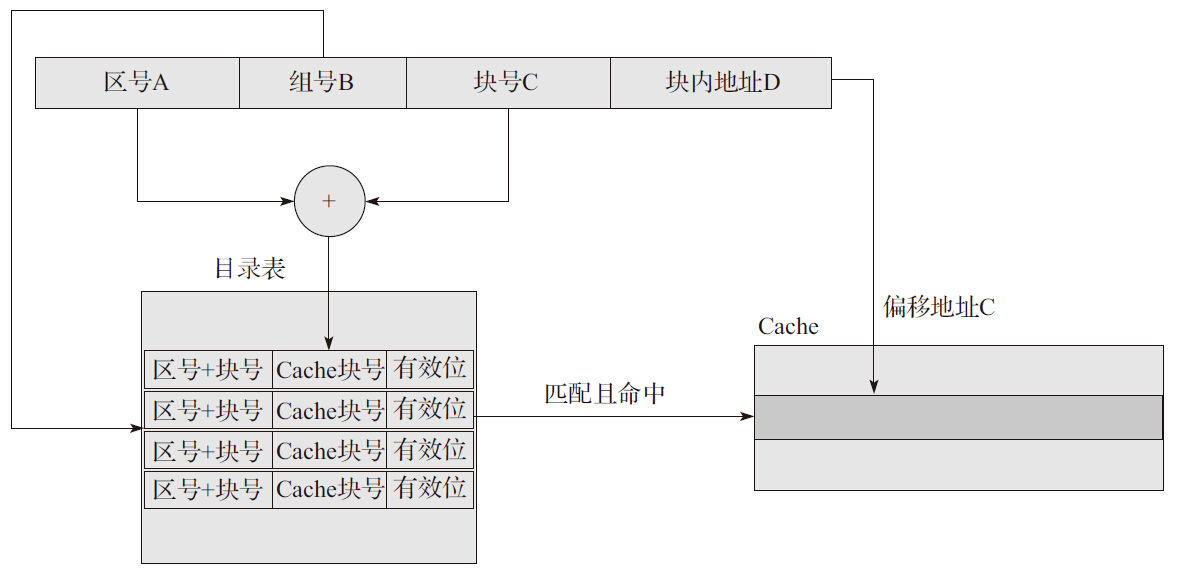 区号A 组号B 块号C 块内地址D
+
目录表
偏移地址C
Cache
区号+块号 Cache块号 有效位
匹配且命中
区号+块号 Cache块号 有效位
区号+块号 Cache块号 有效位
区号+块号 Cache块号 有效位